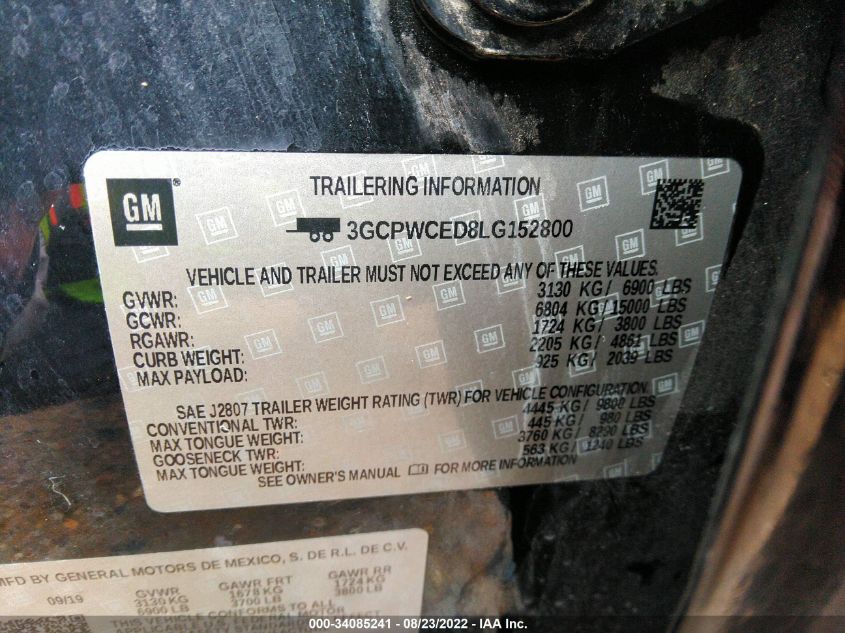 GM ®
TRAILERING INFORMATION
3GCPWCED8LG152800
VEHICLE AND TRAILER MUST NOT EXCEED ANY OF THESE VALUES.
GVWR: 3130 KG/ 6900 LBS
GCWR: 6804 KG/15000 LBS
RGAWR: 1724 KG/ 3800 LBS
CURB WEIGHT: 2205 KG/ 4861 LBS
MAX PAYLOAD: 925 KG/ 2039 LBS
SAE J2807 TRAILER WEIGHT RATING (TWR) FOR VEHICLE CONFIGURATION.
CONVENTIONAL TWR: 4445 KG/ 9800 LBS
MAX TONGUE WEIGHT: 445 KG/ 980 LBS
GOOSENECK TWR: 3760 KG/ 8290 LBS
MAX TONGUE WEIGHT: 563 KG/ 1240 LBS
SEE OWNER'S MANUAL FOR MORE INFORMATION
MFD BY GENERAL MOTORS DE MEXICO, S. DE R.L. DE C.V.
09/19 GVWR GAWR FRT GAWR RR
3130 KG 1678 KG 1724 KG
6900 LB 3700 LB 3800 LB
THIS VEHICLE CONFORMS TO ALL
000-34085241 - 08/23/2022 - IAA Inc.